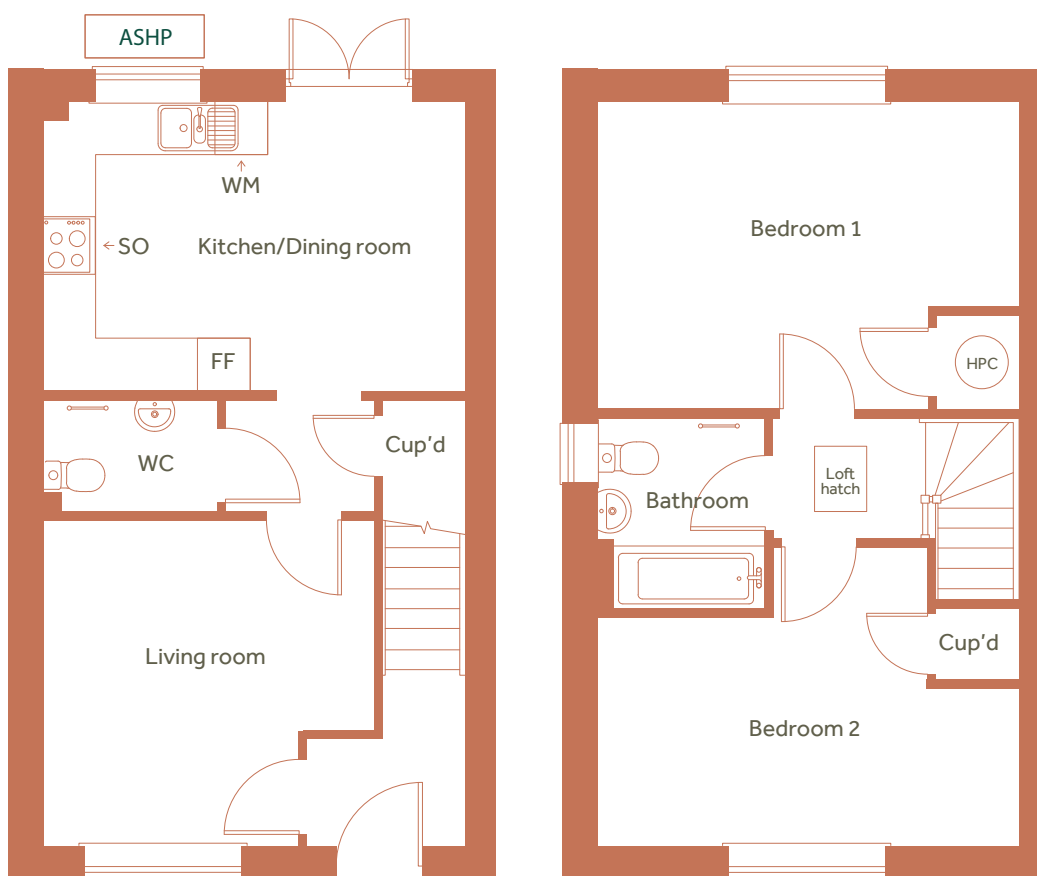 ASHP
WM
SO
Kitchen/Dining room
FF
WC
Cup'd
Living room
Bedroom 1
HPC
Loft
hatch
Bathroom
Cup'd
Bedroom 2